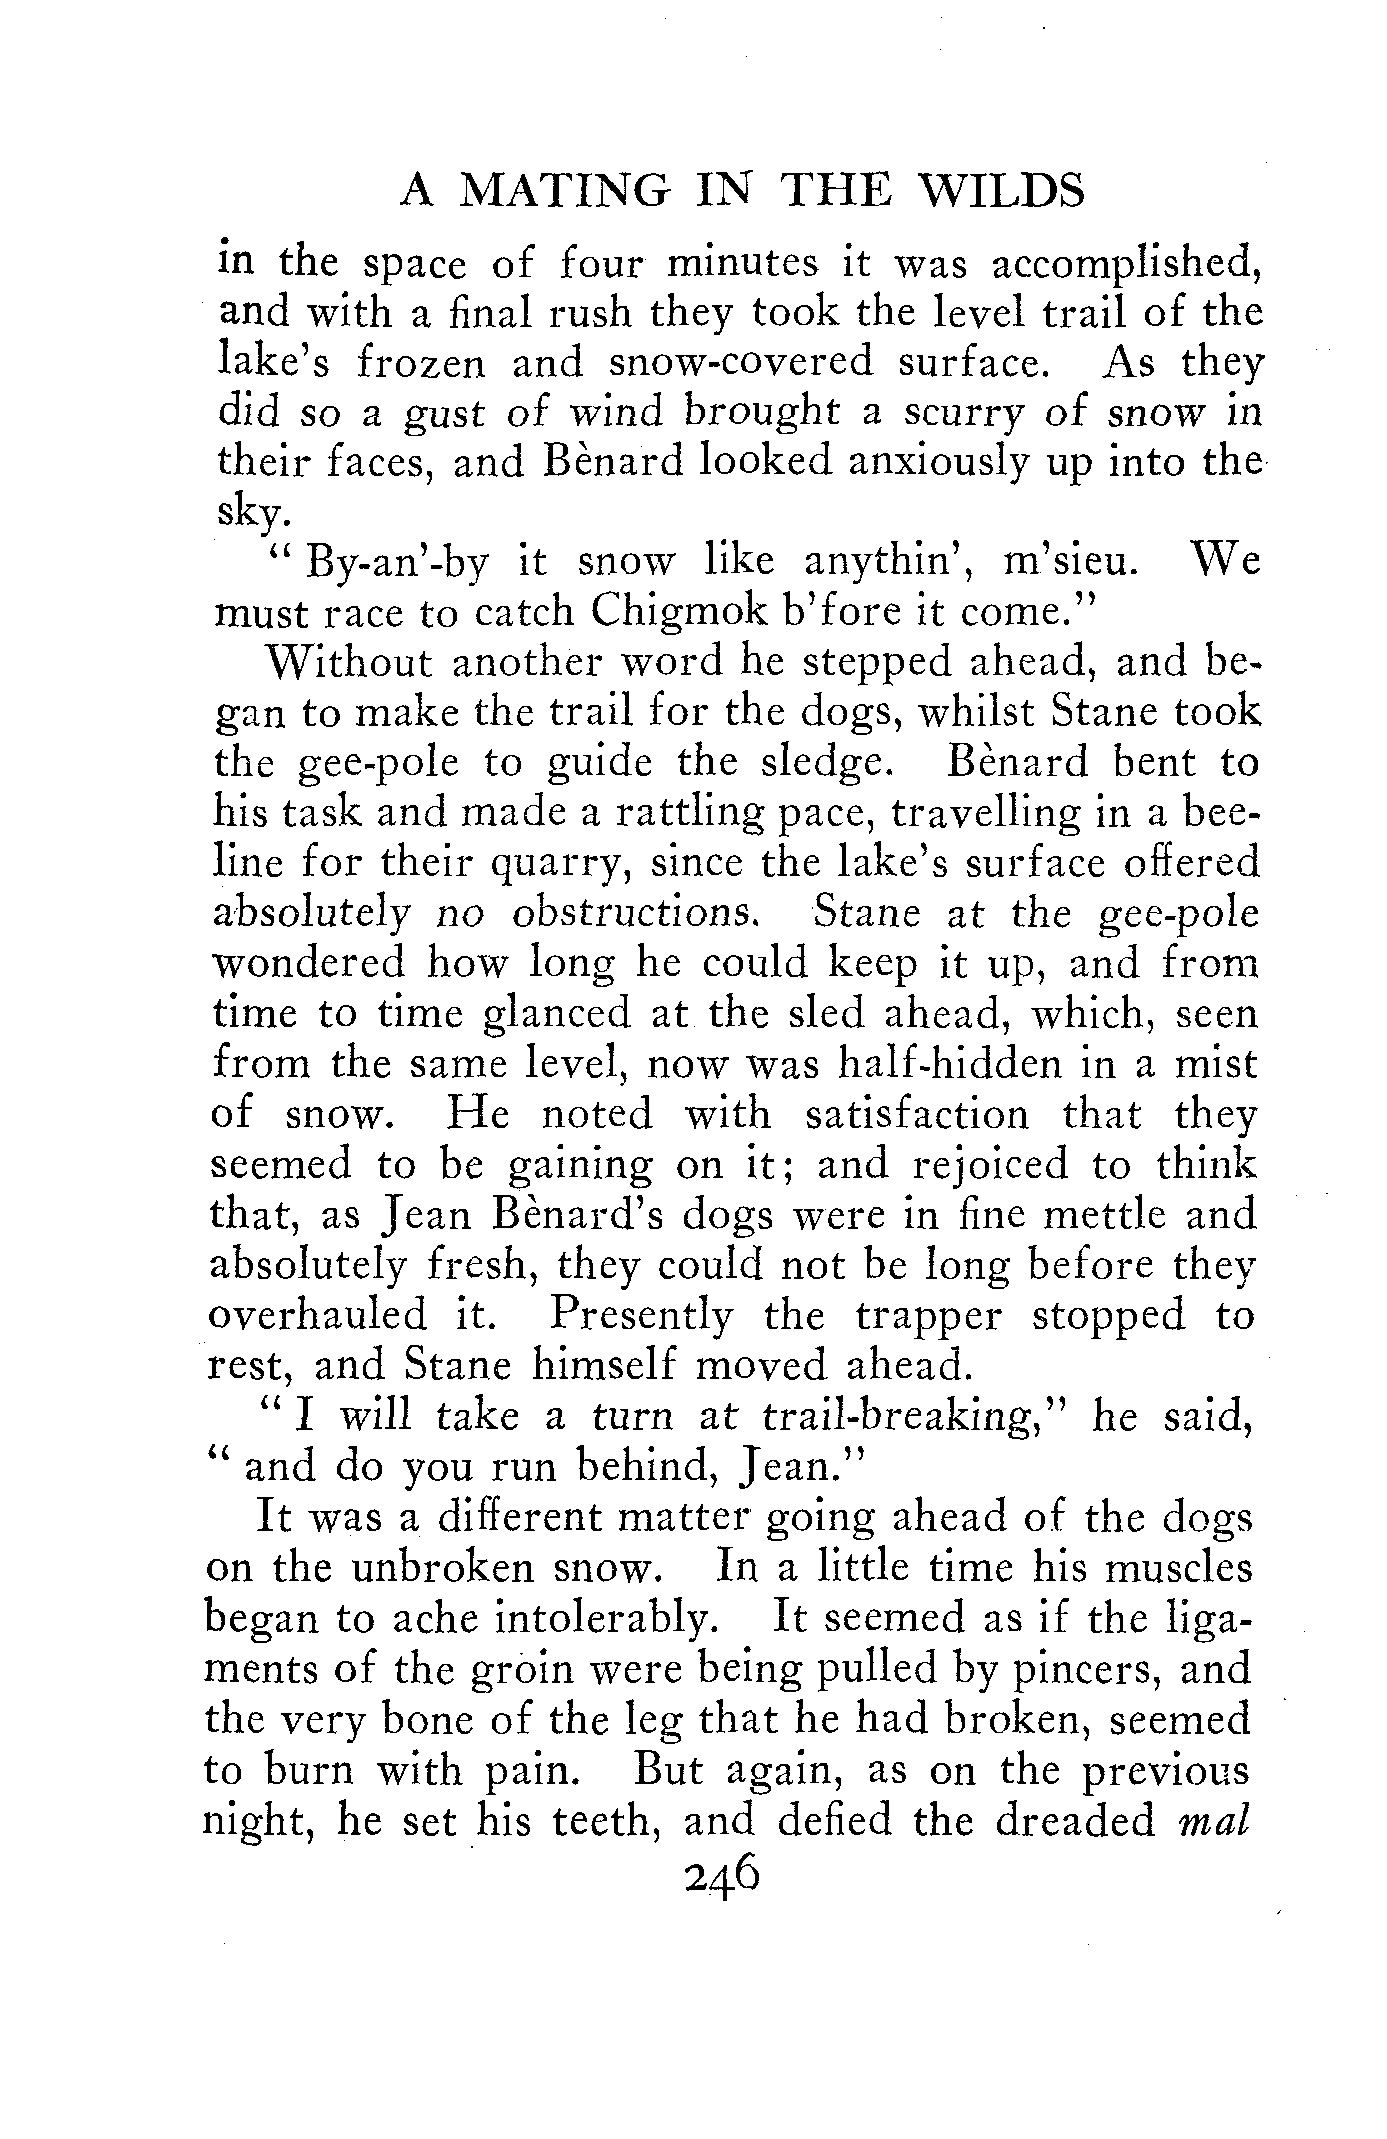 A MATING IN THE WILDS
in the space of four minutes it was accomplished,
and with a final rush they took the level trail of the
lake's frozen and snow-covered surface. As they
did so a gust of wind brought a scurry of snow in
their faces, and Bènard looked anxiously up into the
sky.
" By-an'-by it snow like anythin', m'sieu. We
must race to catch Chigmok b'fore it come."
Without another word he stepped ahead, and be-
gan to make the trail for the dogs, whilst Stane took
the gee-pole to guide the sledge. Bènard bent to
his task and made a rattling pace, travelling in a bee-
line for their quarry, since the lake's surface offered
absolutely no obstructions. Stane at the gee-pole
wondered how long he could keep it up, and from
time to time glanced at the sled ahead, which, seen
from the same level, now was half-hidden in a mist
of snow. He noted with satisfaction that they
seemed to be gaining on it; and rejoiced to think
that, as Jean Bènard's dogs were in fine mettle and
absolutely fresh, they could not be long before they
overhauled it. Presently the trapper stopped to
rest, and Stane himself moved ahead.
" I will take a turn at trail-breaking," he said,
" and do you run behind, Jean."
It was a different matter going ahead of the dogs
on the unbroken snow. In a little time his muscles
began to ache intolerably. It seemed as if the liga-
ments of the groin were being pulled by pincers, and
the very bone of the leg that he had broken, seemed
to burn with pain. But again, as on the previous
night, he set his teeth, and defied the dreaded mal
246